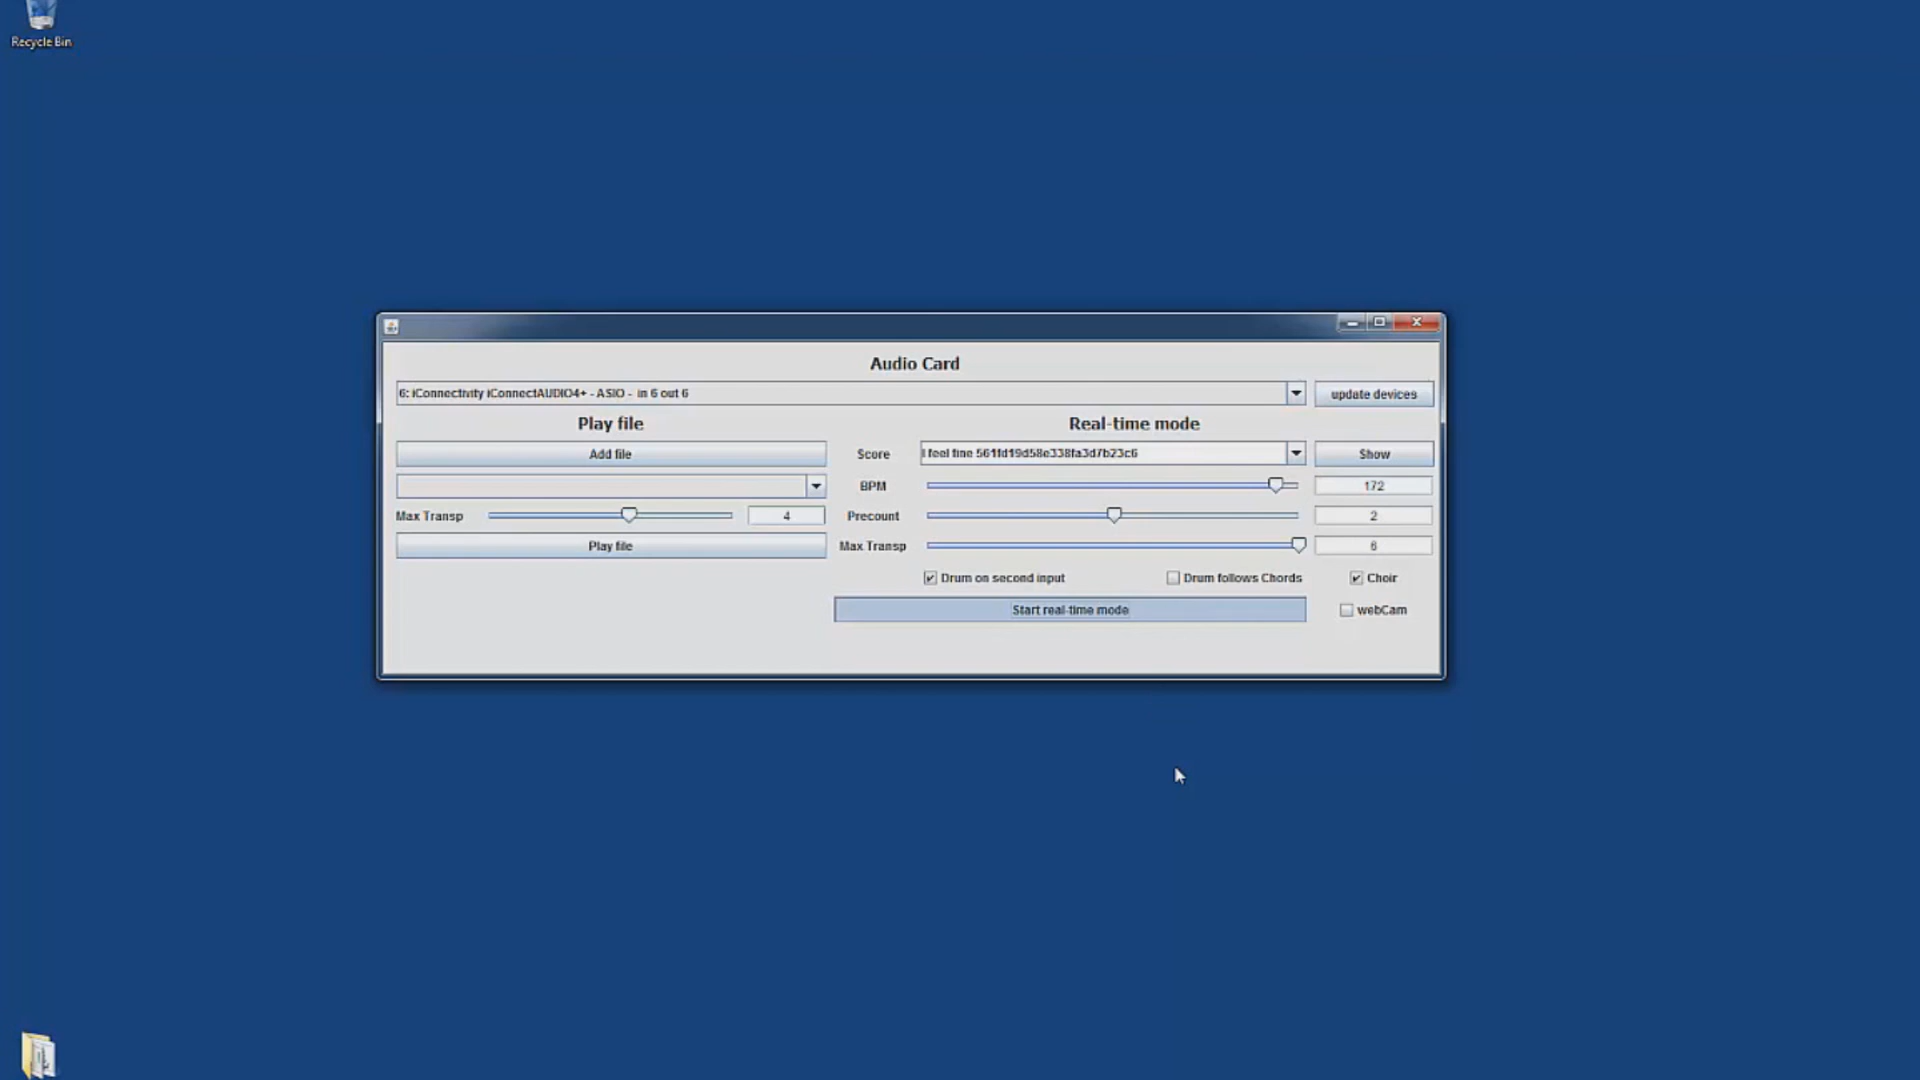 Recycle Bin
Audio Card
6: iConnectivity iConnectAUDIO4+ - ASIO - in 6 out 6
update devices
Play file
Real-time mode
Add file
Score
I feel fine 561fd19d58e338fa3d7b23c6
Show
BPM
172
Max Transp
4
Precount
2
Play file
Max Transp
6
Drum on second input
Drum follows Chords
Choir
Start real-time mode
webCam